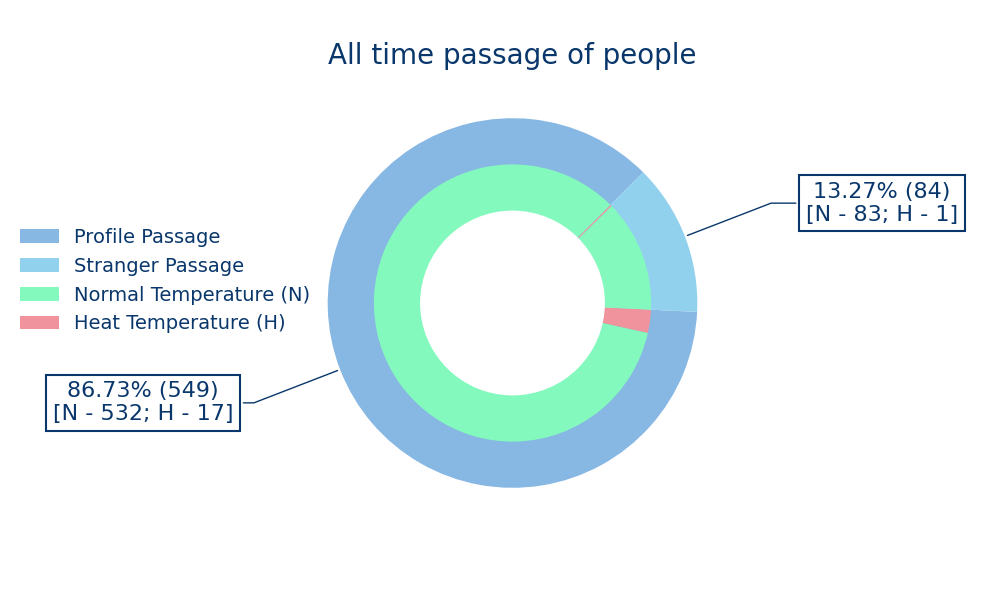 All time passage of people
13.27% (84)
[N - 83; H - 1]
Profile Passage
Stranger Passage
Normal Temperature (N)
Heat Temperature (H)
86.73% (549)
[N - 532; H - 17]